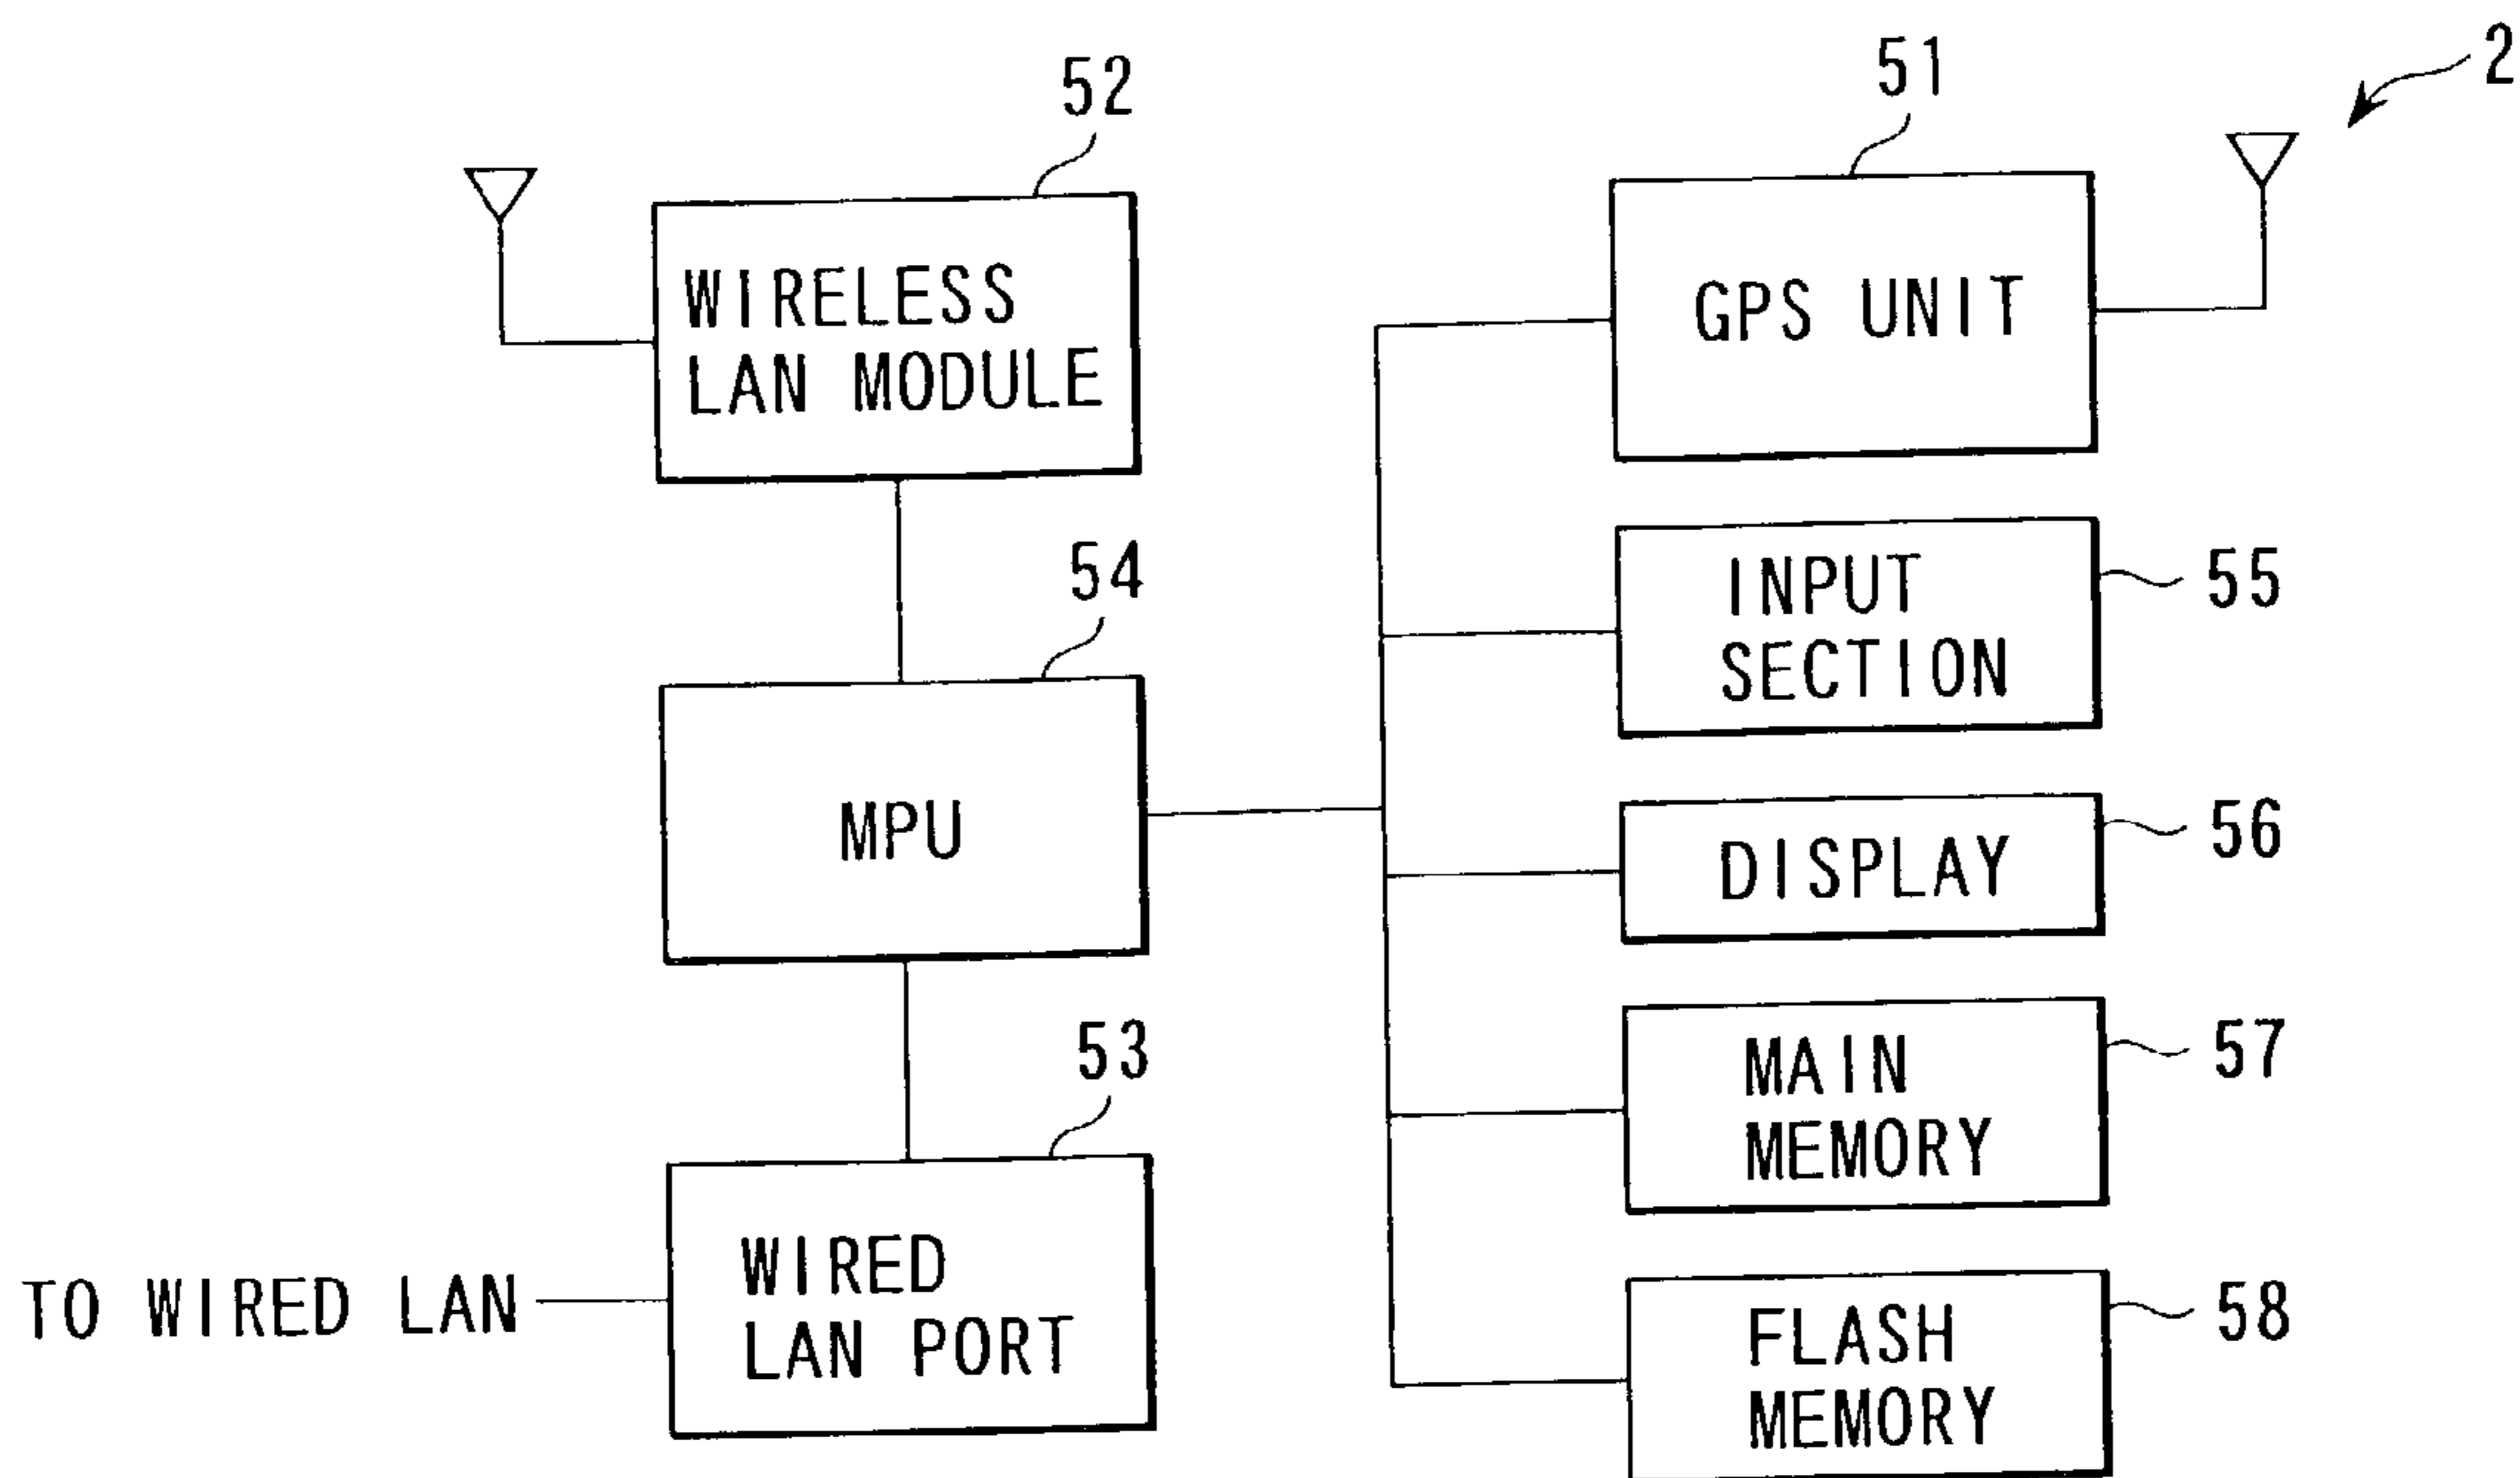 2
52
51
WIRELESS
LAN MODULE
GPS UNIT
54
INPUT
SECTION
55
MPU
DISPLAY
56
53
MAIN
MEMORY
57
WIRED
LAN PORT
TO WIRED LAN
FLASH
MEMORY
58